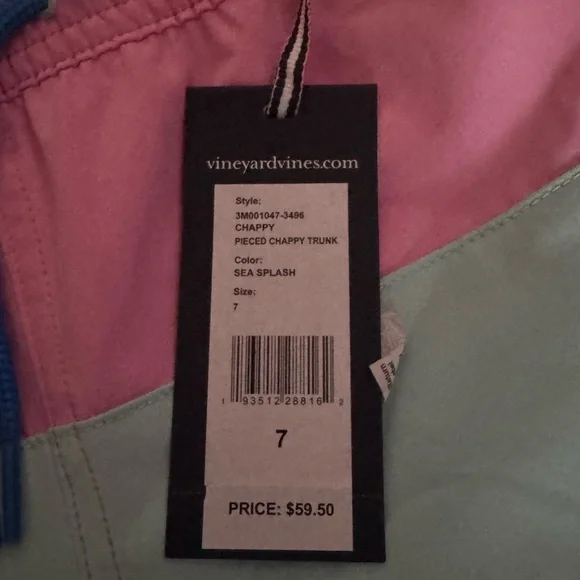 vineyardvines.com
Style:
3M001047-3496
CHAPPY
PIECED CHAPPY TRUNK
Color:
SEA SPLASH
Size:
7
1 93512 28816 2
7
PRICE: $59.50